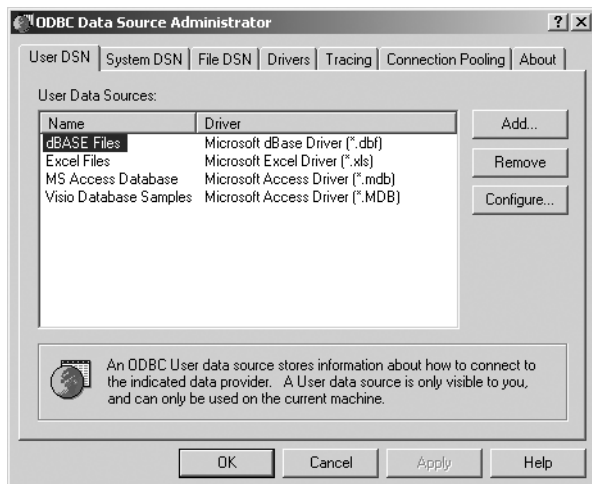 ODBC Data Source Administrator
User DSN System DSN File DSN Drivers Tracing Connection Pooling About
User Data Sources:
Name Driver
dBASE Files Microsoft dBase Driver (*.dbf)
Excel Files Microsoft Excel Driver (*.xls)
MS Access Database Microsoft Access Driver (*.mdb)
Visio Database Samples Microsoft Access Driver (*.MDB)
Add...
Remove
Configure...
An ODBC User data source stores information about how to connect to
the indicated data provider. A User data source is only visible to you,
and can only be used on the current machine.
OK Cancel Apply Help